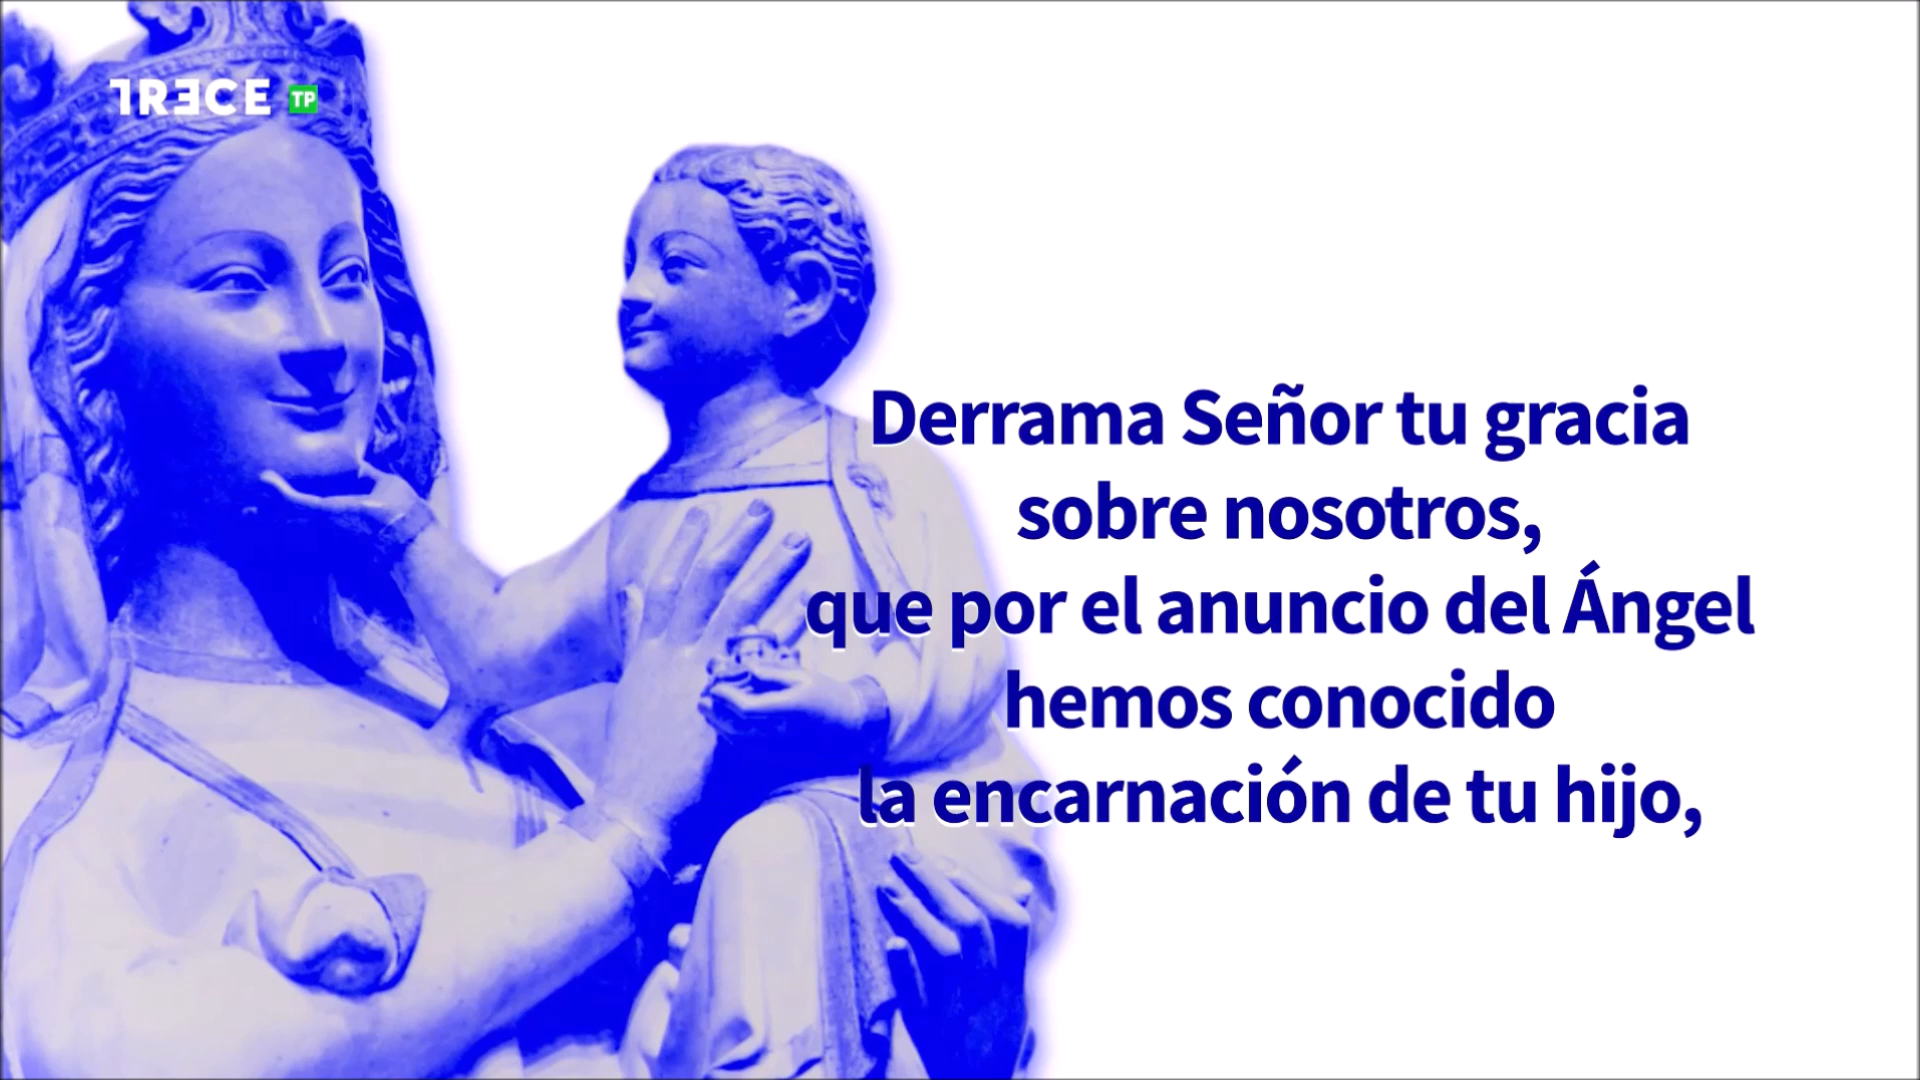 TRECE TP
Derrama Señor tu gracia
sobre nosotros,
que por el anuncio del Ángel
hemos conocido
la encarnación de tu hijo,